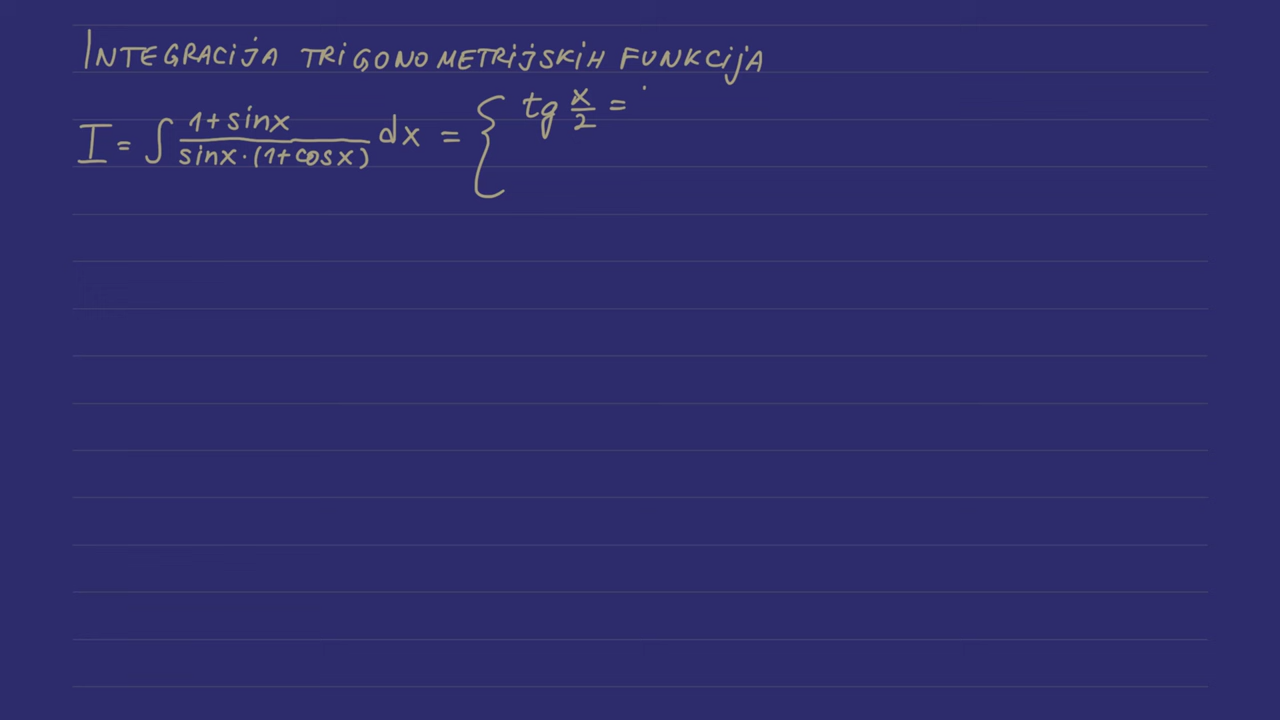 INTEGRACIJA TRIGONOMETRIJSKIH FUNKCIJA
I = ∫ (1+sinx)/(sinx·(1+cosx)) dx = { tg x/2 =